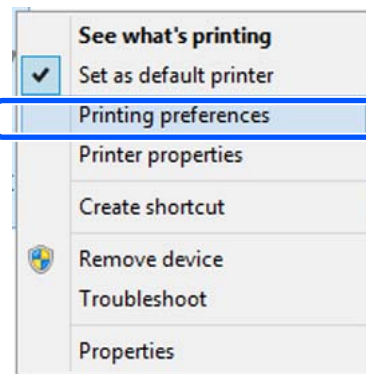 See what's printing
Set as default printer
Printing preferences
Printer properties
Create shortcut
Remove device
Troubleshoot
Properties